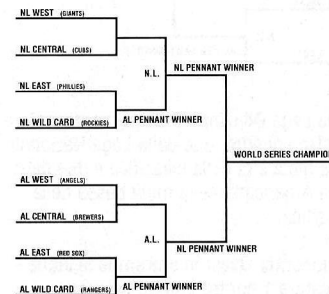 NL WEST (GIANTS)
NL CENTRAL (CUBS)
N.L.
NL PENNANT WINNER
NL EAST (PHILLIES)
NL WILD CARD (ROCKIES)
AL PENNANT WINNER
WORLD SERIES CHAMPIO
AL WEST (ANGELS)
AL CENTRAL (BREWERS)
A.L.
NL PENNANT WINNER
AL EAST (RED SOX)
AL WILD CARD (RANGERS)
AL PENNANT WINNER